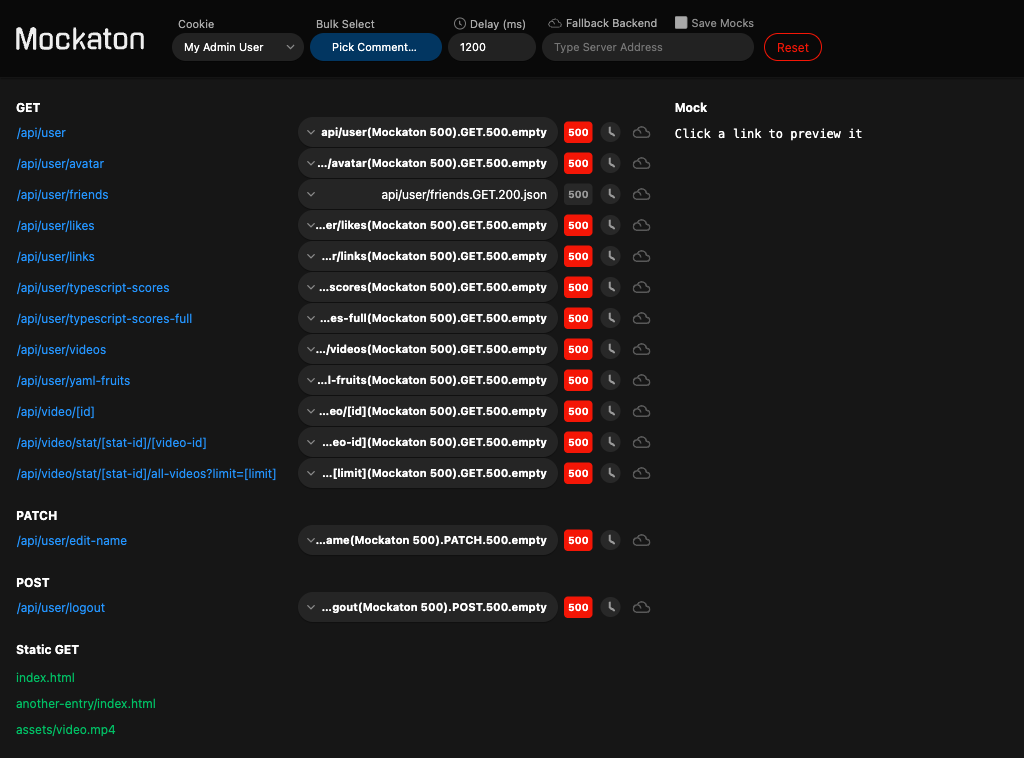 Mockaton
Cookie
My Admin User
Bulk Select
Pick Comment…
Delay (ms)
1200
Fallback Backend
Type Server Address
Save Mocks
Reset
GET
/api/user api/user(Mockaton 500).GET.500.empty 500
/api/user/avatar …/avatar(Mockaton 500).GET.500.empty 500
/api/user/friends api/user/friends.GET.200.json 500
/api/user/likes …er/likes(Mockaton 500).GET.500.empty 500
/api/user/links …r/links(Mockaton 500).GET.500.empty 500
/api/user/typescript-scores …scores(Mockaton 500).GET.500.empty 500
/api/user/typescript-scores-full …es-full(Mockaton 500).GET.500.empty 500
/api/user/videos …/videos(Mockaton 500).GET.500.empty 500
/api/user/yaml-fruits …l-fruits(Mockaton 500).GET.500.empty 500
/api/video/[id] …eo/[id](Mockaton 500).GET.500.empty 500
/api/video/stat/[stat-id]/[video-id] …eo-id](Mockaton 500).GET.500.empty 500
/api/video/stat/[stat-id]/all-videos?limit=[limit] …[limit](Mockaton 500).GET.500.empty 500
PATCH
/api/user/edit-name …ame(Mockaton 500).PATCH.500.empty 500
POST
/api/user/logout …gout(Mockaton 500).POST.500.empty 500
Static GET
index.html
another-entry/index.html
assets/video.mp4
Mock
Click a link to preview it